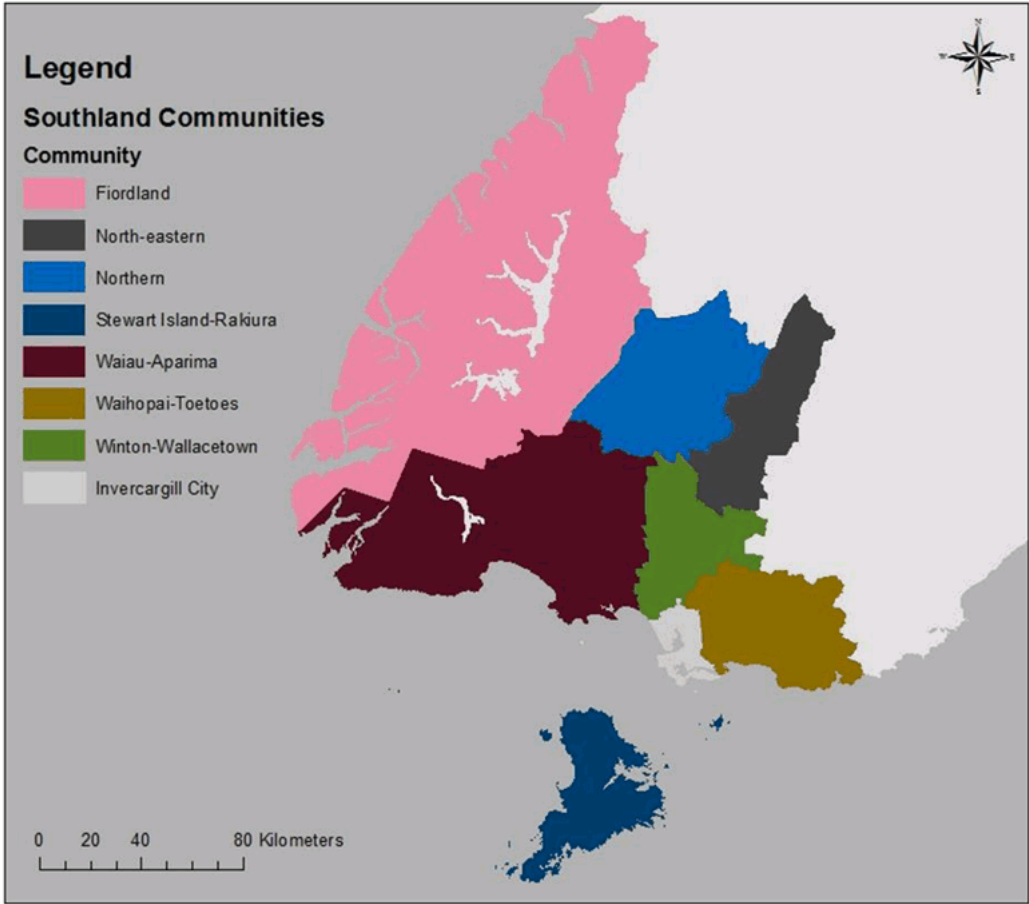 Legend
Southland Communities
Community
Fiordland
North-eastern
Northern
Stewart Island-Rakiura
Waiau-Aparima
Waihopai-Toetoes
Winton-Wallacetown
Invercargill City
N
W E
S
0 20 40 80 Kilometers